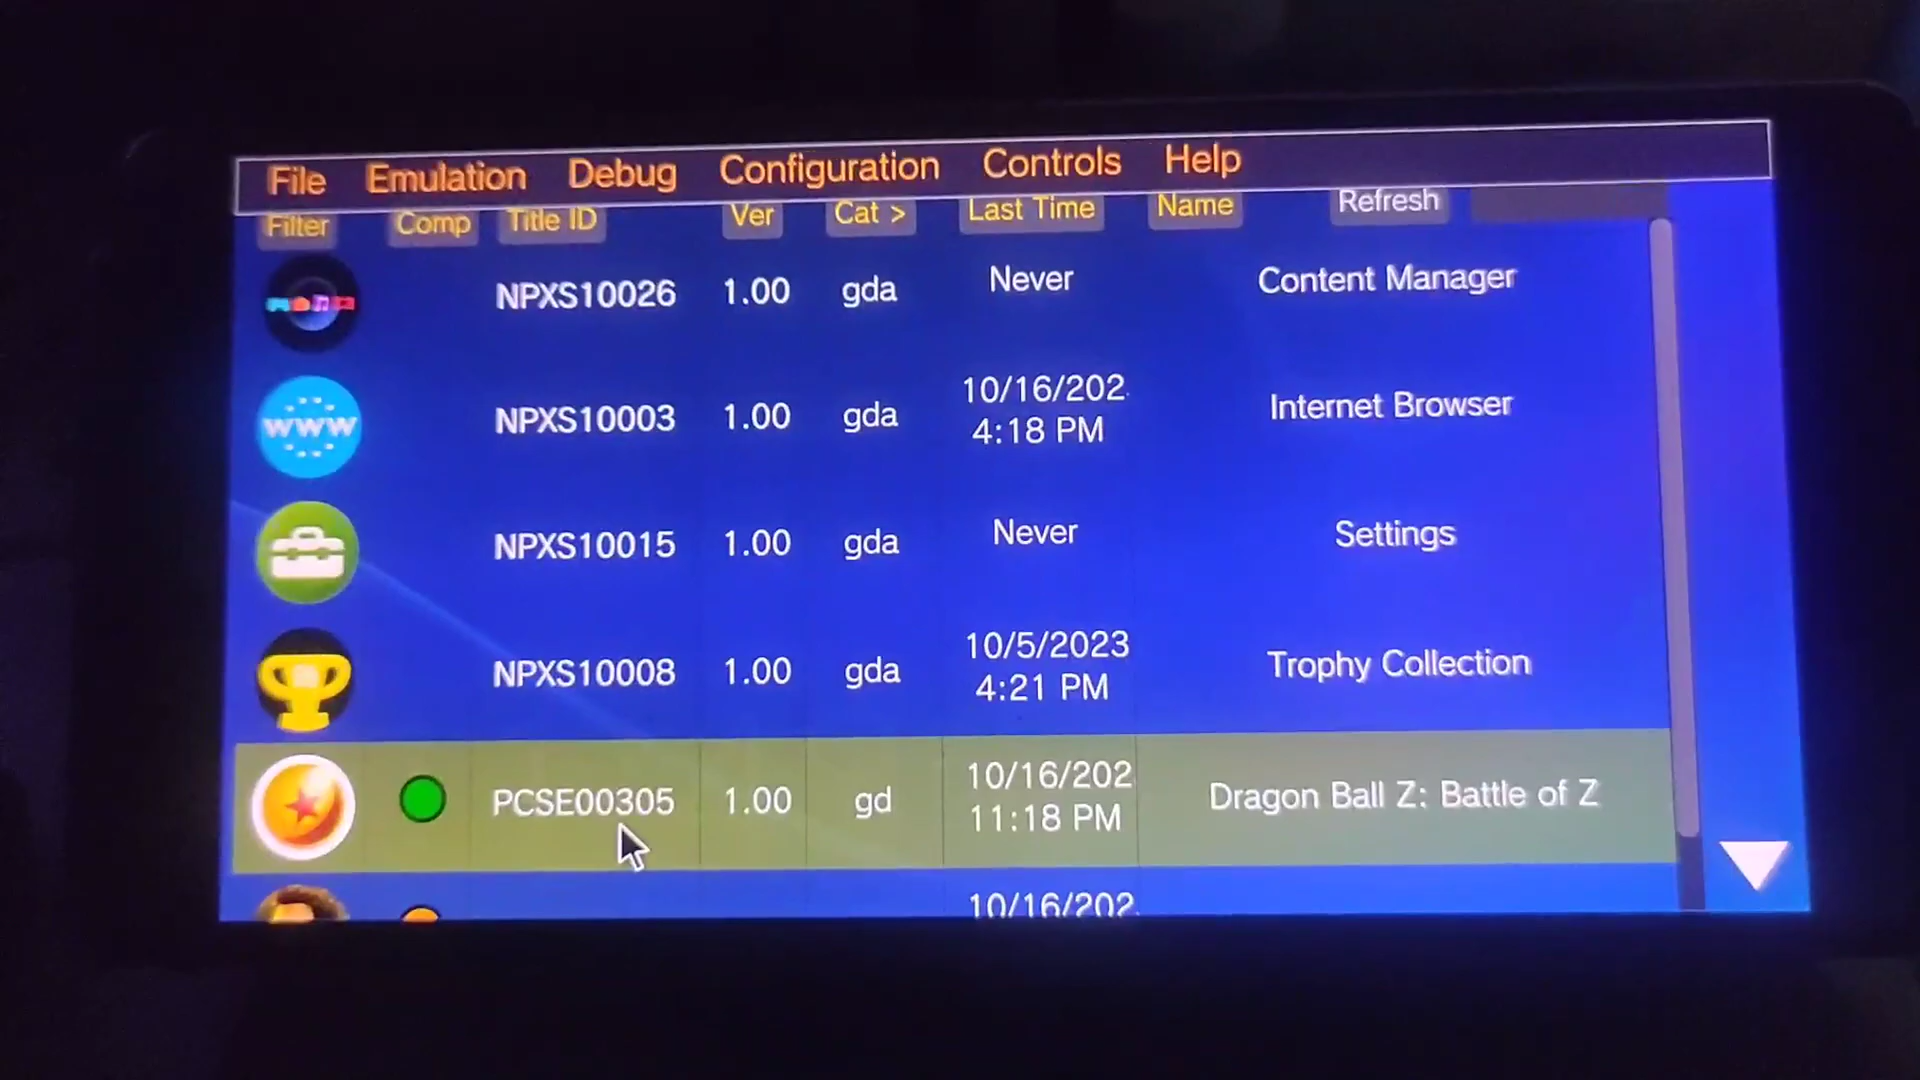 File Emulation Debug Configuration Controls Help
Filter Comp Title ID Ver Cat > Last Time Name Refresh
NPXS10026 1.00 gda Never Content Manager
www NPXS10003 1.00 gda 10/16/202 4:18 PM Internet Browser
NPXS10015 1.00 gda Never Settings
NPXS10008 1.00 gda 10/5/2023 4:21 PM Trophy Collection
PCSE00305 1.00 gd 10/16/202 11:18 PM Dragon Ball Z: Battle of Z
10/16/202